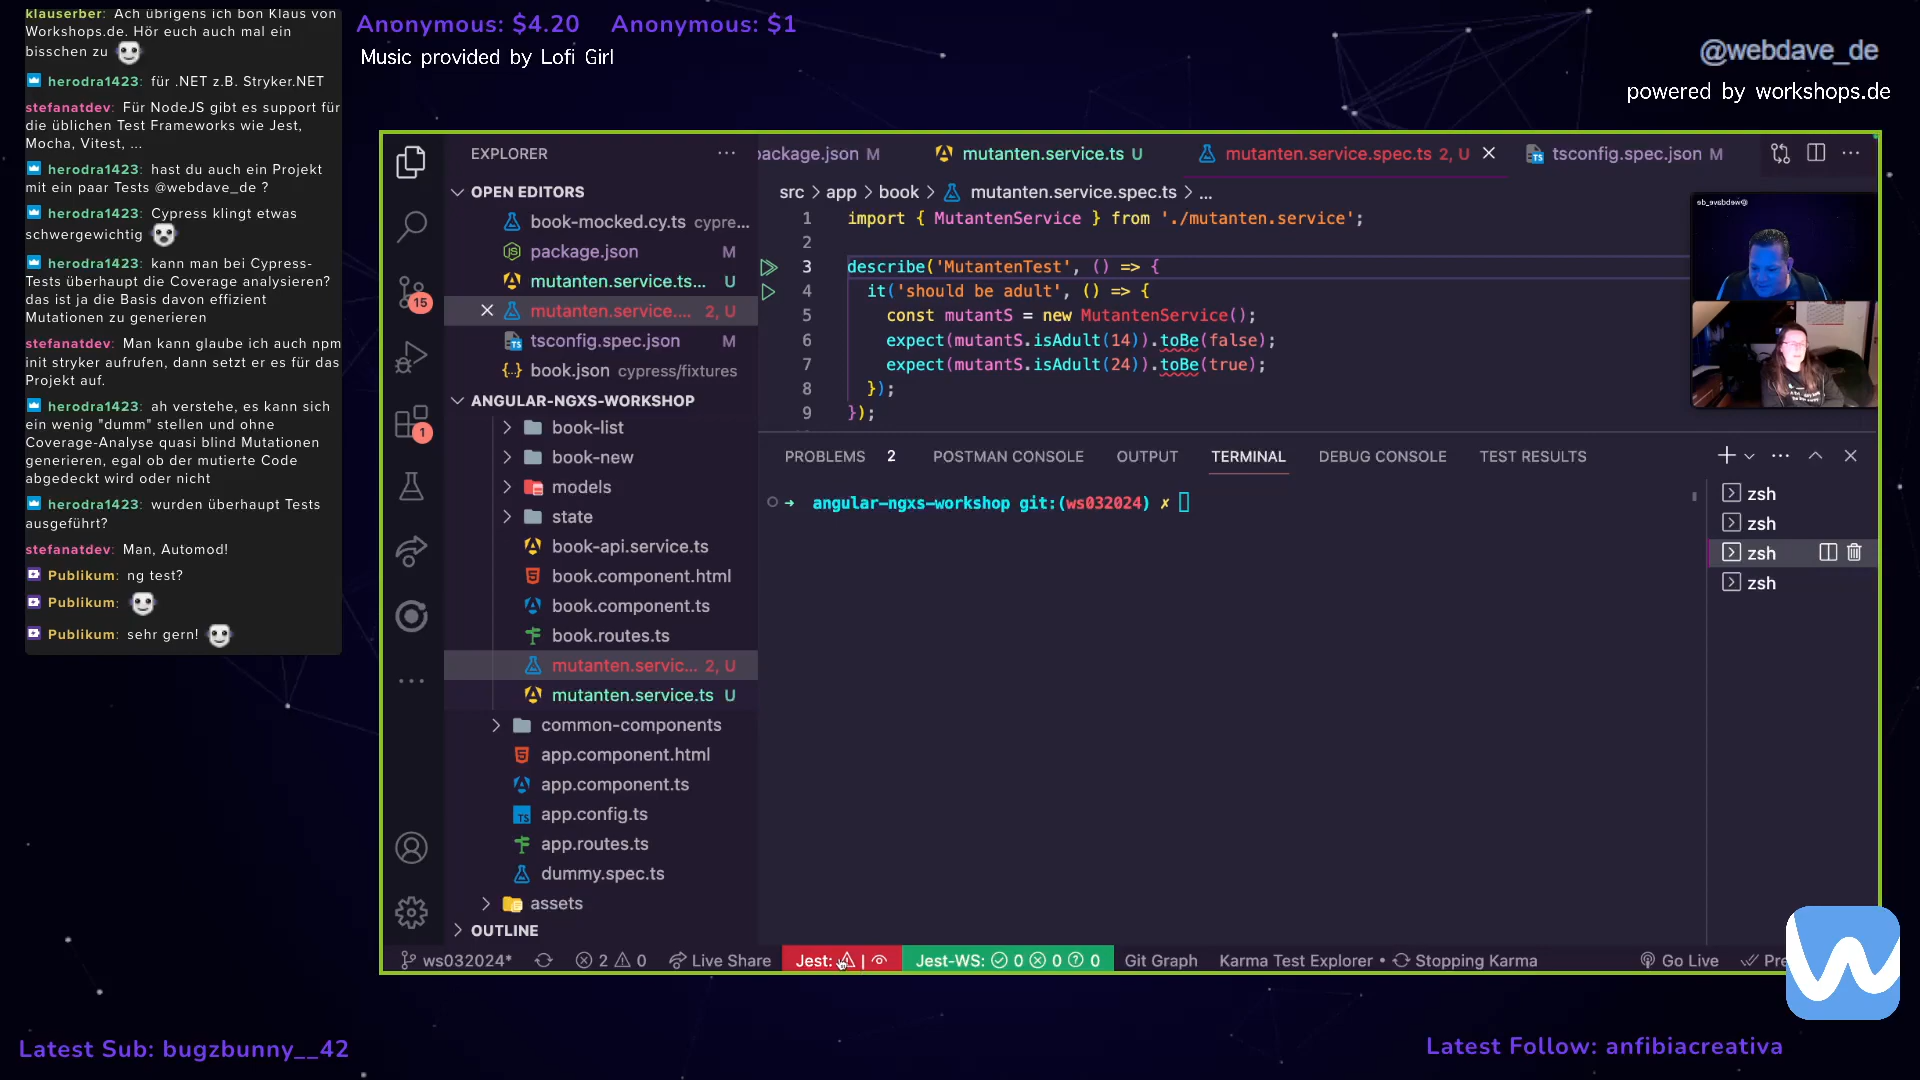 klauserber: Ach übrigens ich bon Klaus von
Workshops.de. Hör euch auch mal ein
bisschen zu
herodra1423: für .NET z.B. Stryker.NET
stefanatdev: Für NodeJS gibt es support für
die üblichen Test Frameworks wie Jest,
Mocha, Vitest, ...
herodra1423: hast du auch ein Projekt
mit ein paar Tests @webdave_de ?
herodra1423: Cypress klingt etwas
schwergewichtig
herodra1423: kann man bei Cypress-
Tests überhaupt die Coverage analysieren?
das ist ja die Basis davon effizient
Mutationen zu generieren
stefanatdev: Man kann glaube ich auch npm
init stryker aufrufen, dann setzt er es für das
Projekt auf.
herodra1423: ah verstehe, es kann sich
ein wenig "dumm" stellen und ohne
Coverage-Analyse quasi blind Mutationen
generieren, egal ob der mutierte Code
abgedeckt wird oder nicht
herodra1423: wurden überhaupt Tests
ausgeführt?
stefanatdev: Man, Automod!
Publikum: ng test?
Publikum:
Publikum: sehr gern!
Anonymous: $4.20 Anonymous: $1
Music provided by Lofi Girl
@webdave_de
powered by workshops.de
EXPLORER ...
OPEN EDITORS
book-mocked.cy.ts cypre...
package.json M
mutanten.service.ts... U
mutanten.service.... 2, U
tsconfig.spec.json M
book.json cypress/fixtures
ANGULAR-NGXS-WORKSHOP
book-list
book-new
models
state
book-api.service.ts
book.component.html
book.component.ts
book.routes.ts
mutanten.servic... 2, U
mutanten.service.ts U
common-components
app.component.html
app.component.ts
app.config.ts
app.routes.ts
dummy.spec.ts
assets
OUTLINE
15
1
package.json M mutanten.service.ts U mutanten.service.spec.ts 2, U tsconfig.spec.json M
src > app > book > mutanten.service.spec.ts > ...
1 import { MutantenService } from './mutanten.service';
2
3 describe('MutantenTest', () => {
4 it('should be adult', () => {
5 const mutantS = new MutantenService();
6 expect(mutantS.isAdult(14)).toBe(false);
7 expect(mutantS.isAdult(24)).toBe(true);
8 });
9 });
@webdave_de
PROBLEMS 2 POSTMAN CONSOLE OUTPUT TERMINAL DEBUG CONSOLE TEST RESULTS
➜ angular-ngxs-workshop git:(ws032024) ✗
zsh
zsh
zsh
zsh
ws032024* 2 0 Live Share Jest: | Jest-WS: 0 0 0 Git Graph Karma Test Explorer • Stopping Karma Go Live Pre
Latest Sub: bugzbunny__42
Latest Follow: anfibiacreativa